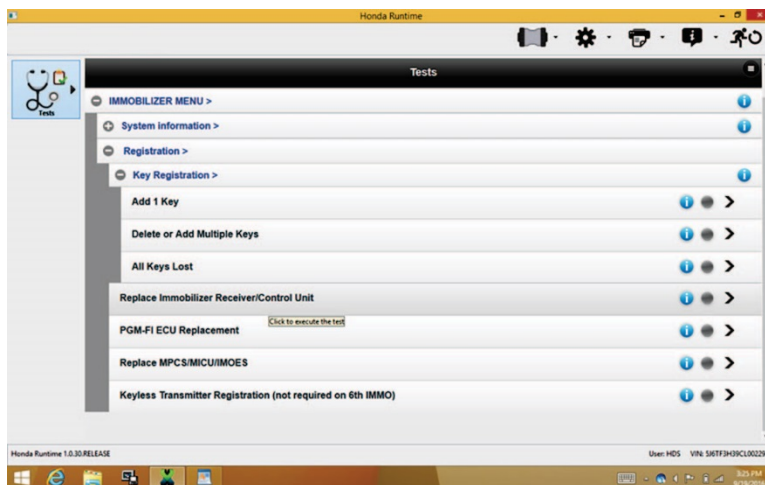 Honda Runtime
Tests
Tests
IMMOBILIZER MENU >
System information >
Registration >
Key Registration >
Add 1 Key
Delete or Add Multiple Keys
All Keys Lost
Replace Immobilizer Receiver/Control Unit
Click to execute the test
PGM-FI ECU Replacement
Replace MPCS/MICU/IMOES
Keyless Transmitter Registration (not required on 6th IMMO)
Honda Runtime 1.0.30.RELEASE
User: HDS VIN:
3:25 PM